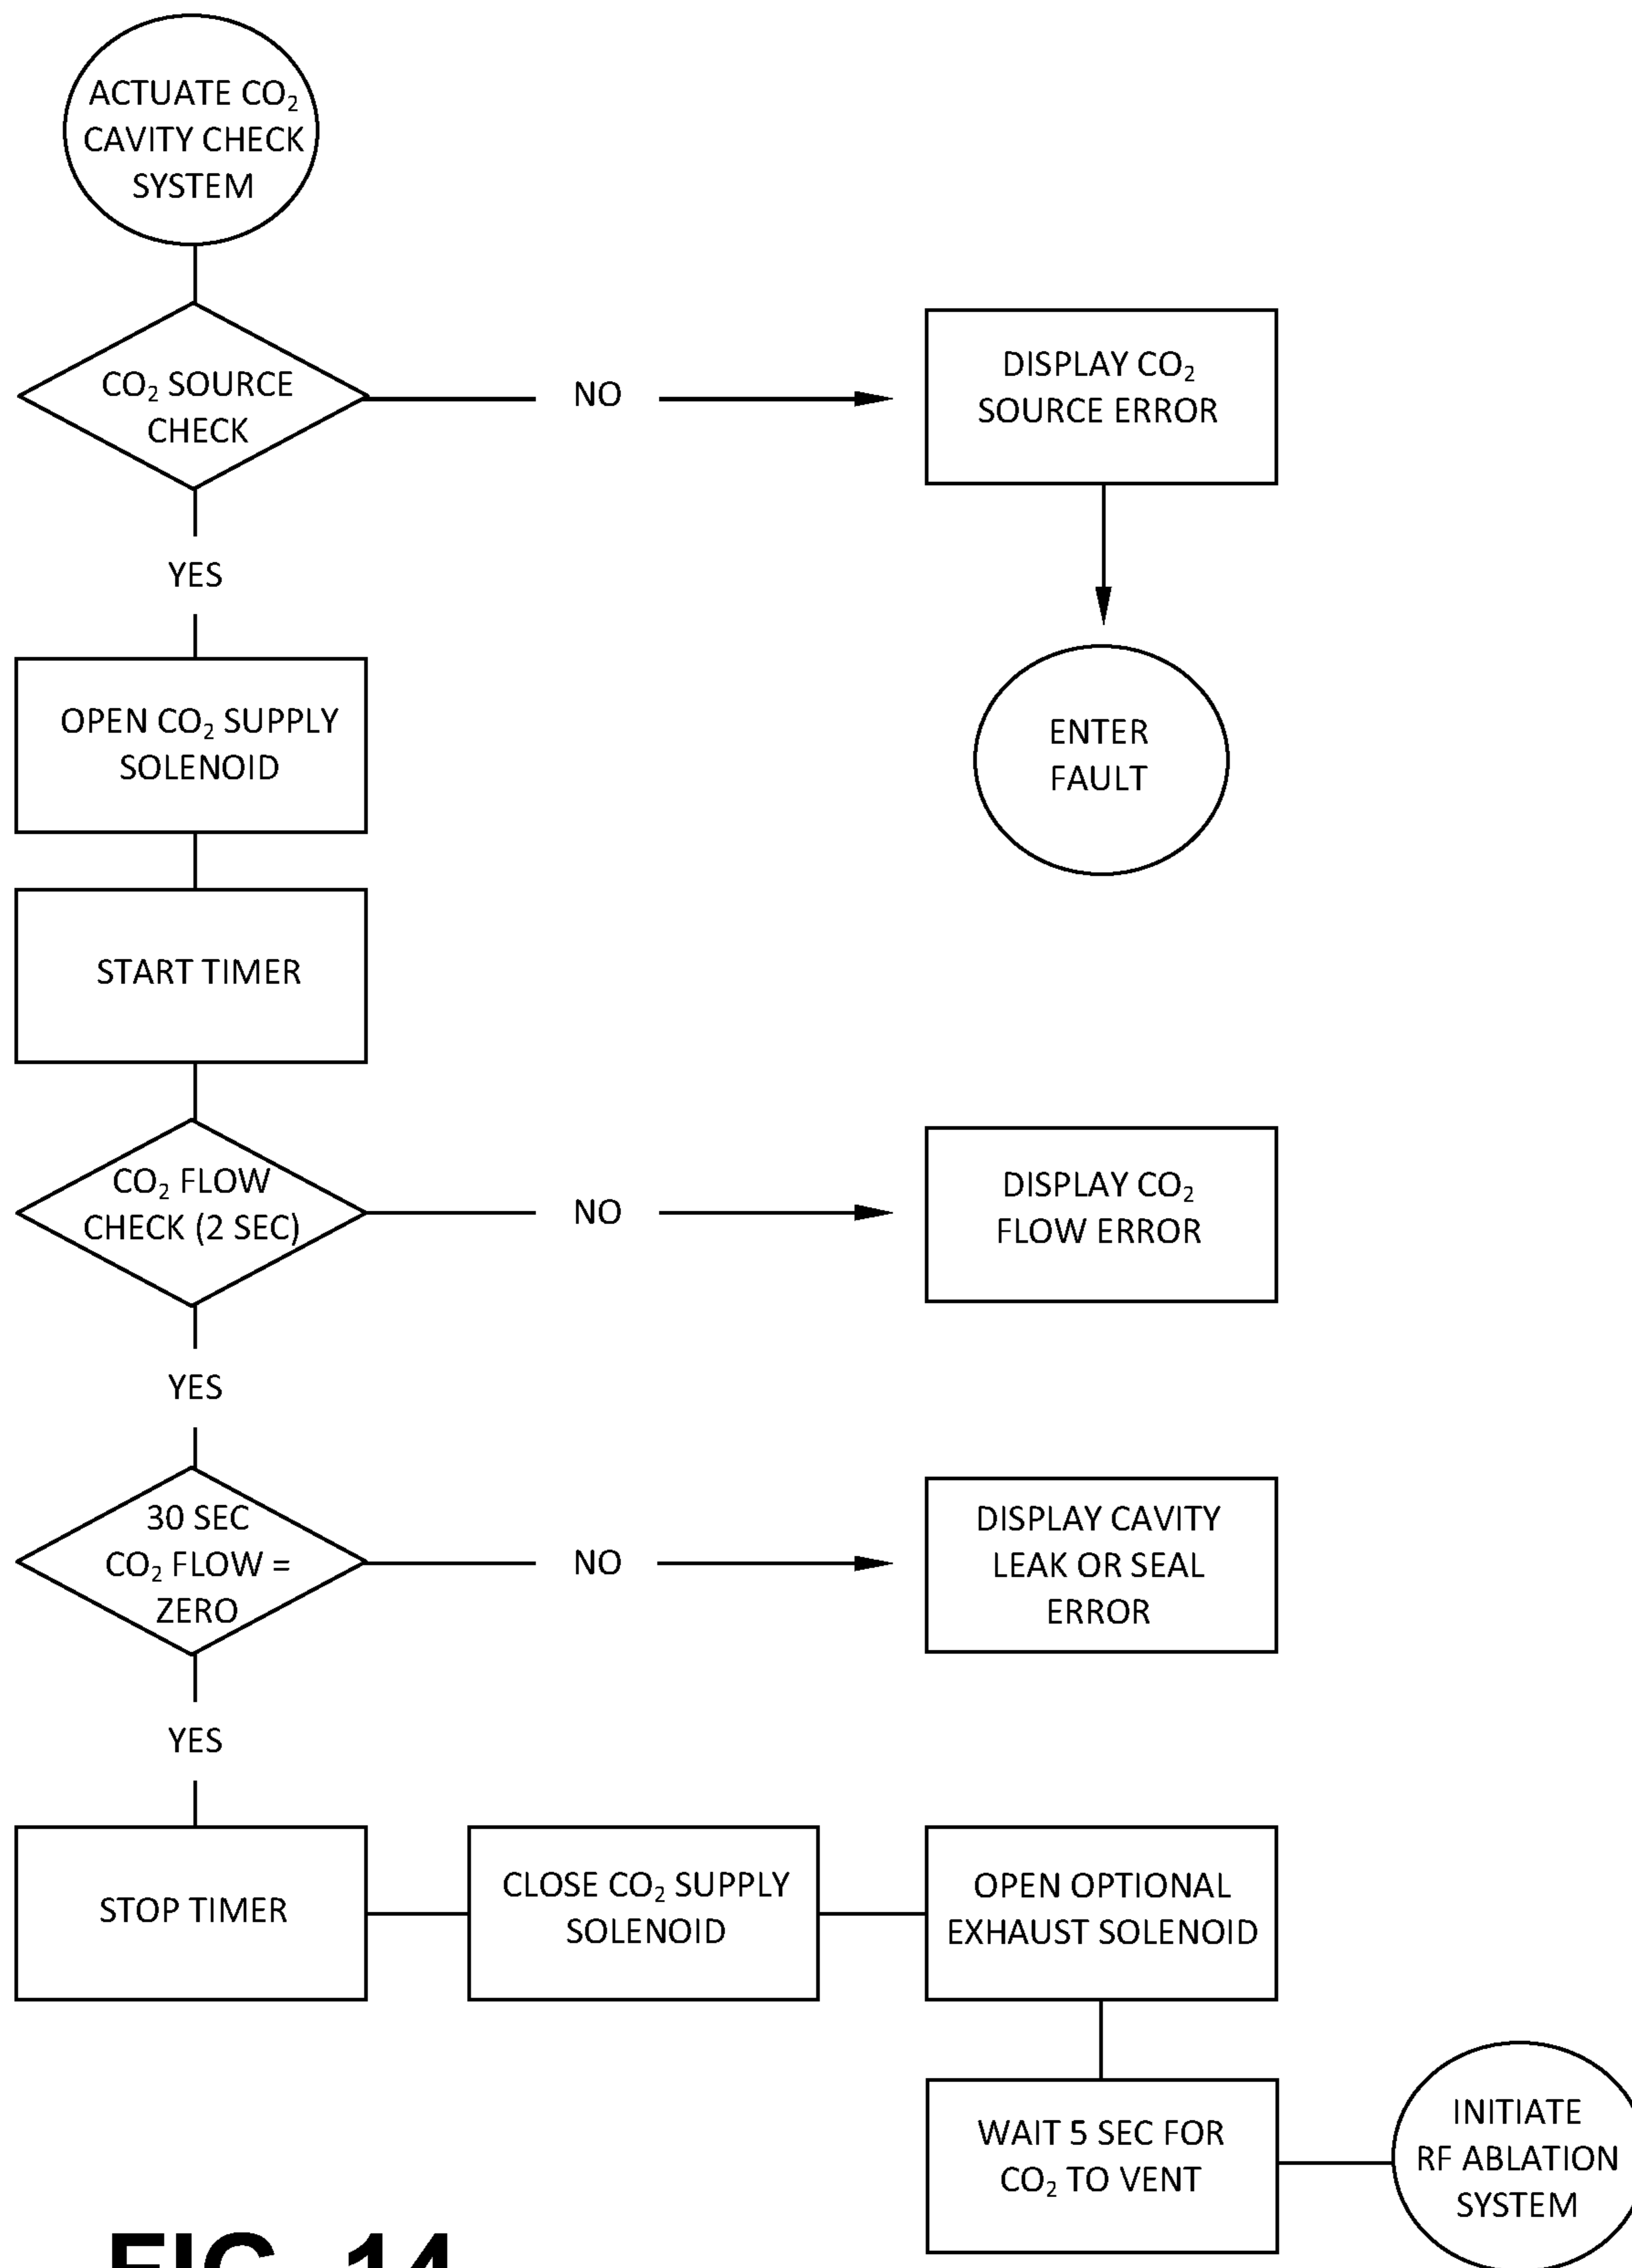 ACTUATE CO₂
CAVITY CHECK
SYSTEM
CO₂ SOURCE
CHECK
NO
DISPLAY CO₂
SOURCE ERROR
YES
ENTER
FAULT
OPEN CO₂ SUPPLY
SOLENOID
START TIMER
CO₂ FLOW
CHECK (2 SEC)
NO
DISPLAY CO₂
FLOW ERROR
YES
30 SEC
CO₂ FLOW =
ZERO
NO
DISPLAY CAVITY
LEAK OR SEAL
ERROR
YES
STOP TIMER
CLOSE CO₂ SUPPLY
SOLENOID
OPEN OPTIONAL
EXHAUST SOLENOID
WAIT 5 SEC FOR
CO₂ TO VENT
INITIATE
RF ABLATION
SYSTEM
FIG. 14